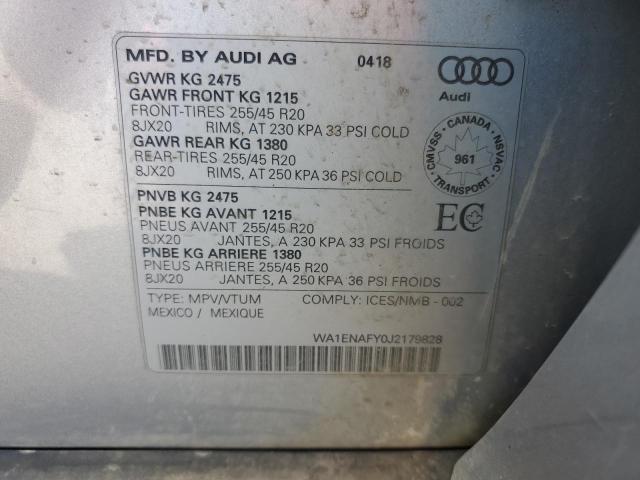 MFD. BY AUDI AG 0418
GVWR KG 2475
GAWR FRONT KG 1215
FRONT-TIRES 255/45 R20
8JX20 RIMS, AT 230 KPA 33 PSI COLD
GAWR REAR KG 1380
REAR-TIRES 255/45 R20
8JX20 RIMS, AT 250 KPA 36 PSI COLD
Audi
CMVSS - CANADA - NSVAC
961
TRANSPORT
PNVB KG 2475
PNBE KG AVANT 1215
PNEUS AVANT 255/45 R20
8JX20 JANTES, A 230 KPA 33 PSI FROIDS
PNBE KG ARRIERE 1380
PNEUS ARRIERE 255/45 R20
8JX20 JANTES, A 250 KPA 36 PSI FROIDS
EC
TYPE: MPV/VTUM COMPLY: ICES/NMB - 002
MEXICO / MEXIQUE
WA1ENAFY0J2179828